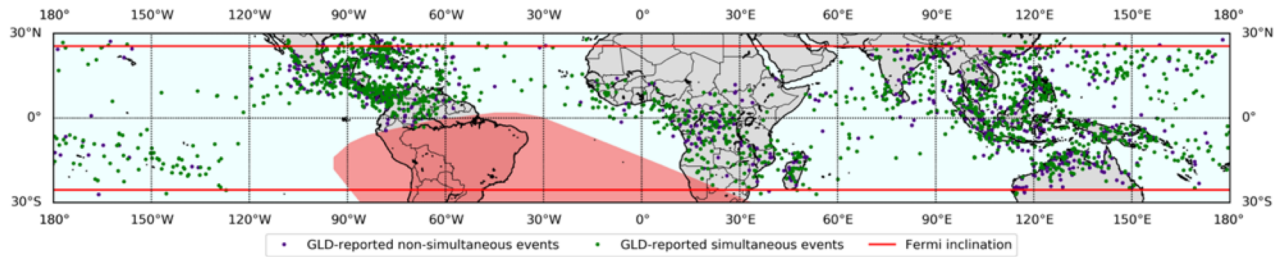 180° 150°W 120°W 90°W 60°W 30°W 0° 30°E 60°E 90°E 120°E 150°E 180°
30°N 30°N
0° 0°
30°S 30°S
180° 150°W 120°W 90°W 60°W 30°W 0° 30°E 60°E 90°E 120°E 150°E 180°
GLD-reported non-simultaneous events GLD-reported simultaneous events Fermi inclination